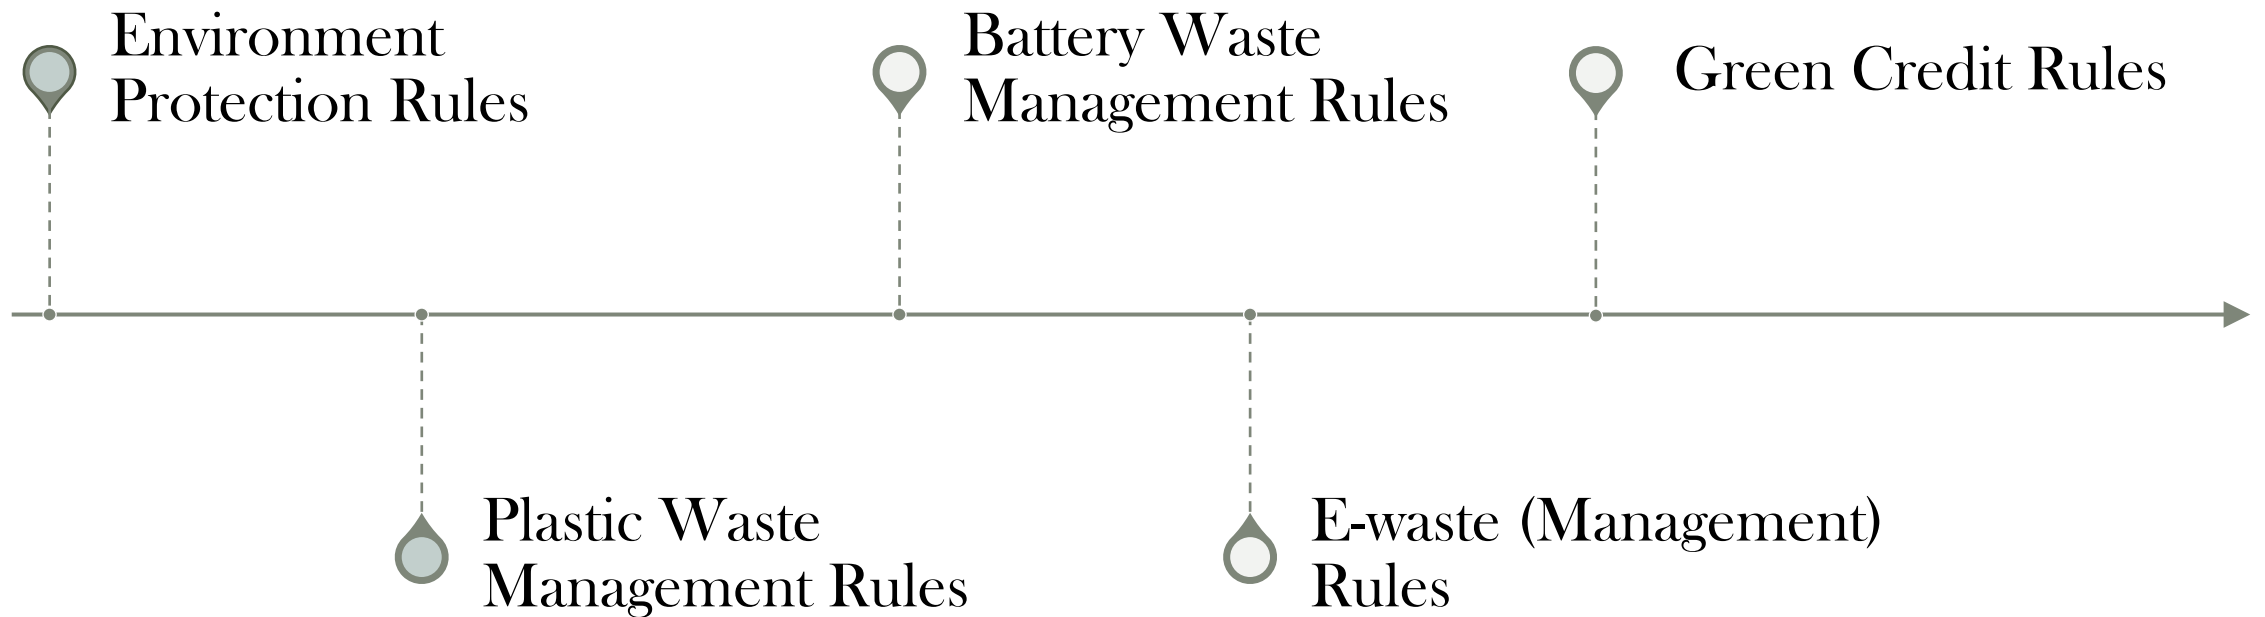 Environment
Protection Rules
Battery Waste
Management Rules
Green Credit Rules
Plastic Waste
Management Rules
E-waste (Management)
Rules